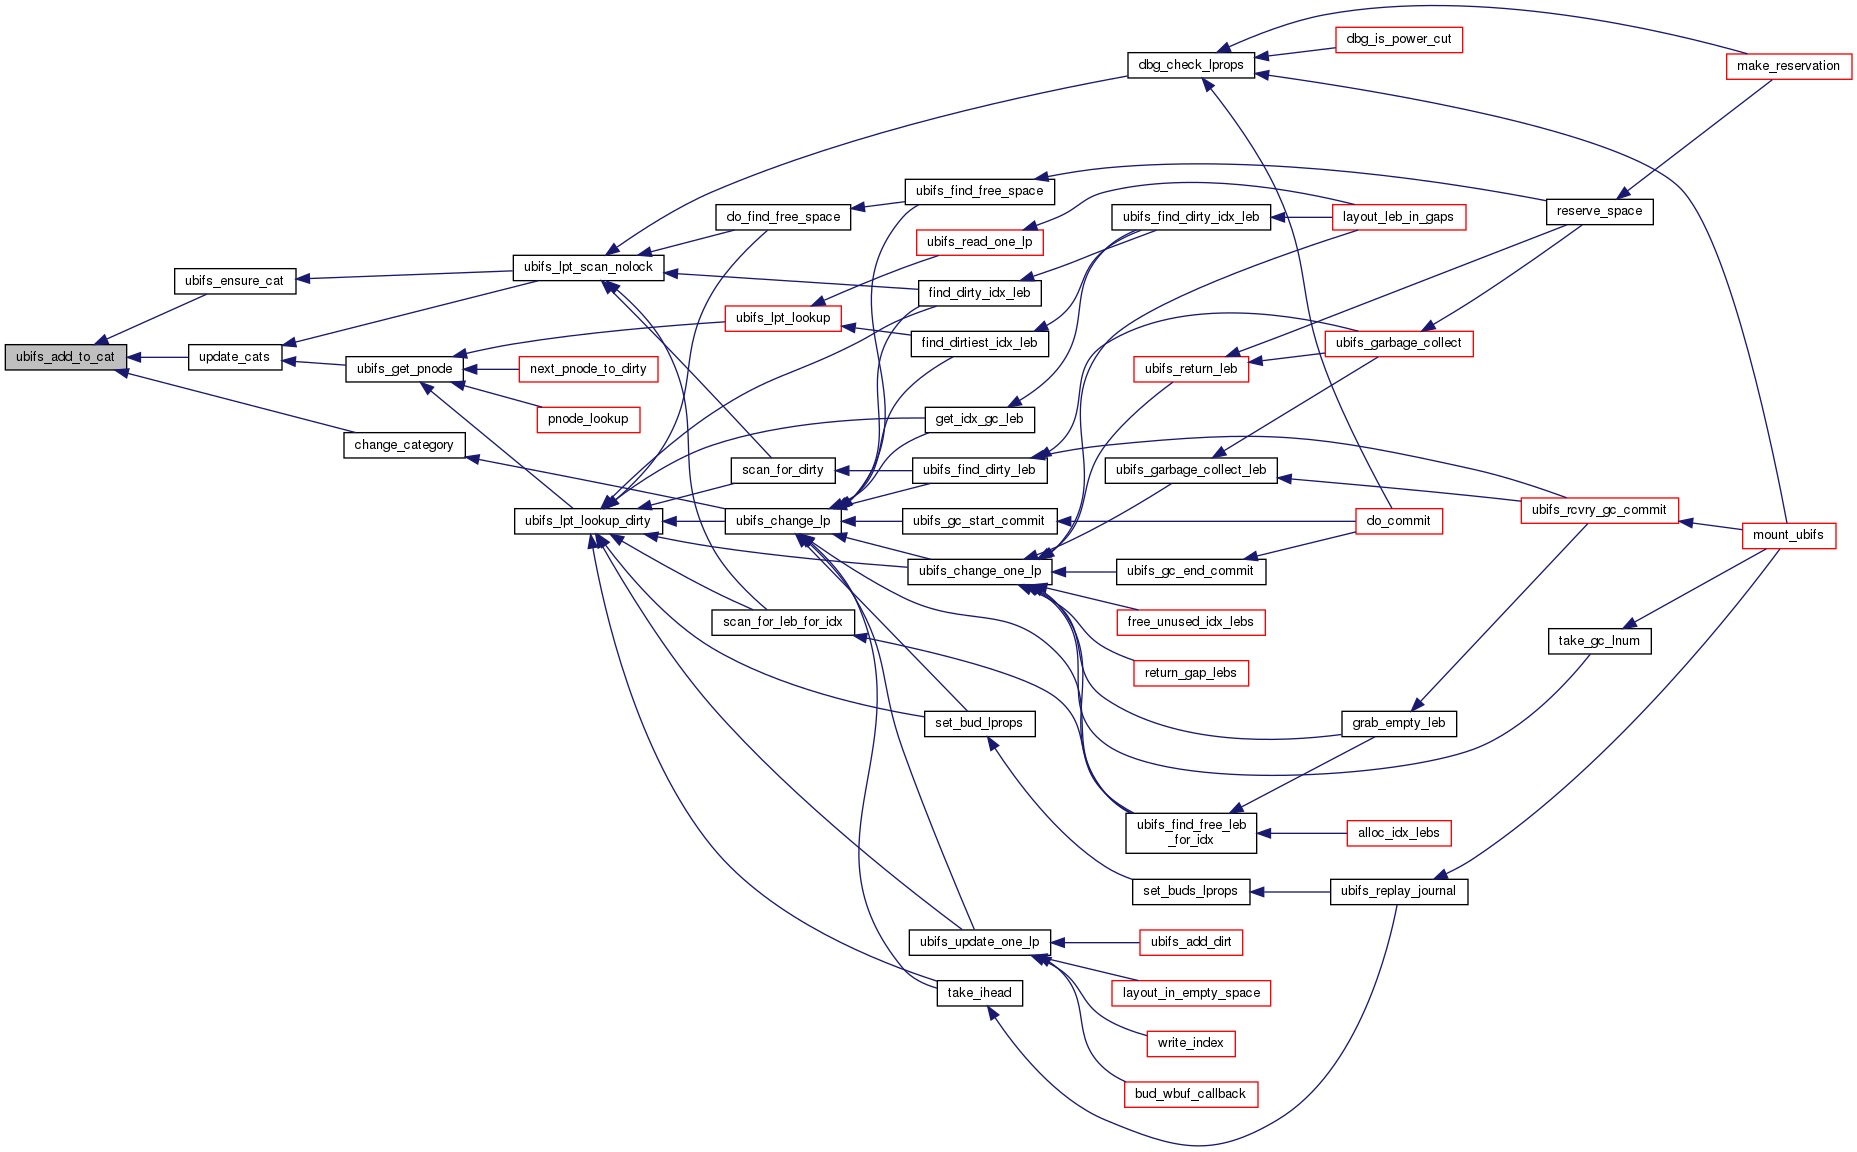 dbg_is_power_cut
dbg_check_lprops
make_reservation
ubifs_find_free_space
do_find_free_space
ubifs_find_dirty_idx_leb
layout_leb_in_gaps
reserve_space
ubifs_read_one_lp
ubifs_lpt_scan_nolock
ubifs_ensure_cat
find_dirty_idx_leb
ubifs_lpt_lookup
find_dirtiest_idx_leb
ubifs_garbage_collect
ubifs_add_to_cat
update_cats
ubifs_get_pnode
next_pnode_to_dirty
ubifs_return_leb
pnode_lookup
get_idx_gc_leb
change_category
scan_for_dirty
ubifs_find_dirty_leb
ubifs_garbage_collect_leb
ubifs_rcvry_gc_commit
ubifs_lpt_lookup_dirty
ubifs_change_lp
ubifs_gc_start_commit
do_commit
mount_ubifs
ubifs_change_one_lp
ubifs_gc_end_commit
scan_for_leb_for_idx
free_unused_idx_lebs
take_gc_lnum
return_gap_lebs
set_bud_lprops
grab_empty_leb
ubifs_find_free_leb
_for_idx
alloc_idx_lebs
set_buds_lprops
ubifs_replay_journal
ubifs_update_one_lp
ubifs_add_dirt
take_ihead
layout_in_empty_space
write_index
bud_wbuf_callback